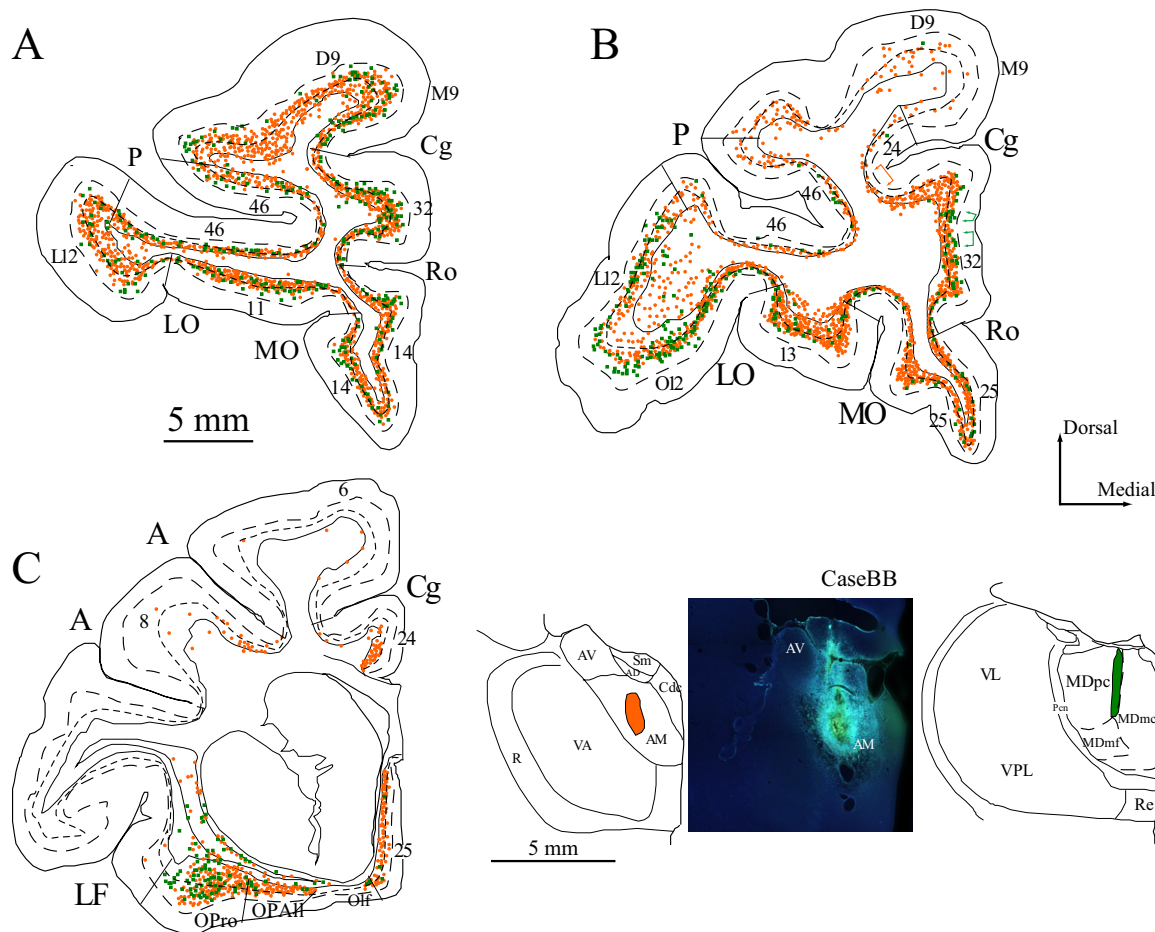 A
D9
M9
P
Cg
46
46
32
L12
Ro
11
LO
MO
14
14
5 mm
B
D9
P
24
Cg
46
46
32
L12
Ro
13
O12
LO
25
MO
25
Dorsal
Medial
C
6
A
A
Cg
8
24
25
LF
Olf
OPAll
OPro
CaseBB
AV
Sm
AD
Cdc
VA
AM
R
5 mm
AV
AM
VL
MDpc
Pcn
MDmc
MDmf
VPL
Re